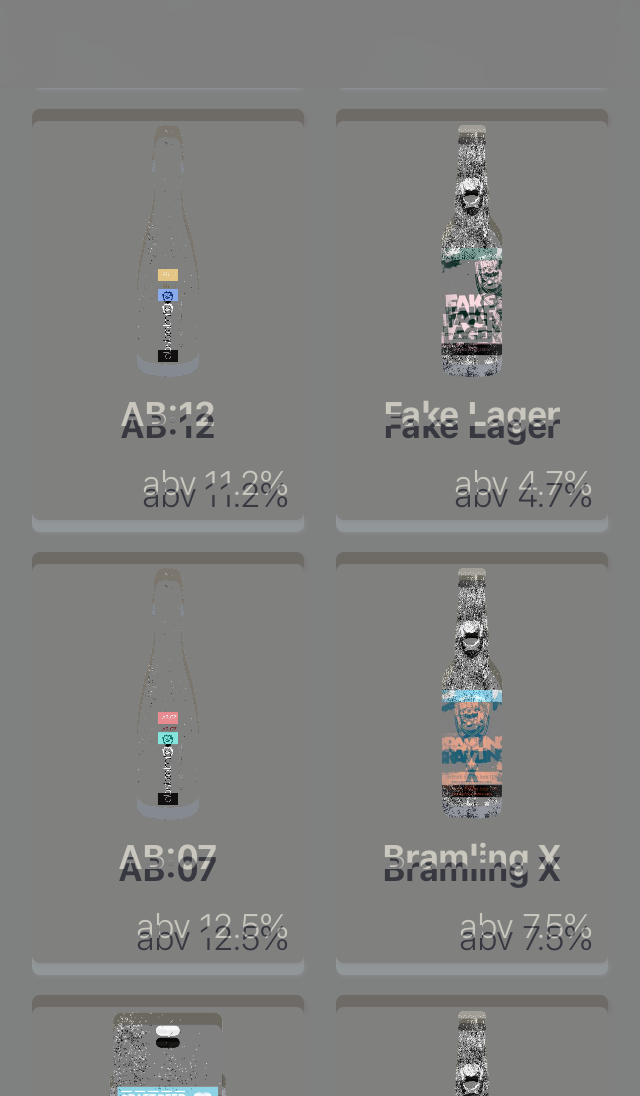 AB:12
abv 11.2%
Fake Lager
abv 4.7%
AB:07
abv 12.5%
Bramling X
abv 7.5%